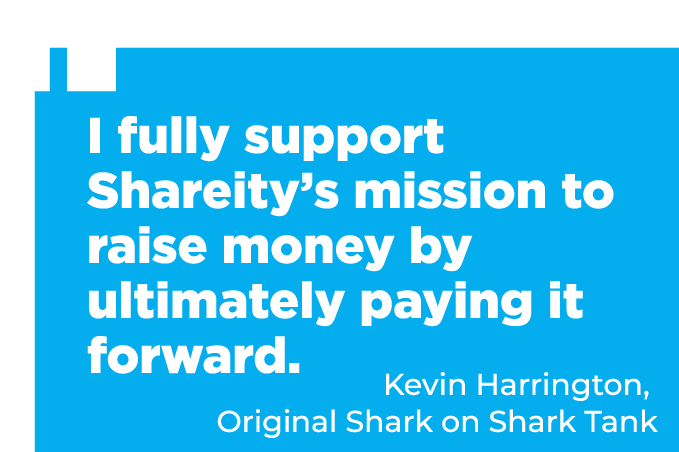 I fully support
Shareity’s mission to
raise money by
ultimately paying it
forward.
Kevin Harrington,
Original Shark on Shark Tank